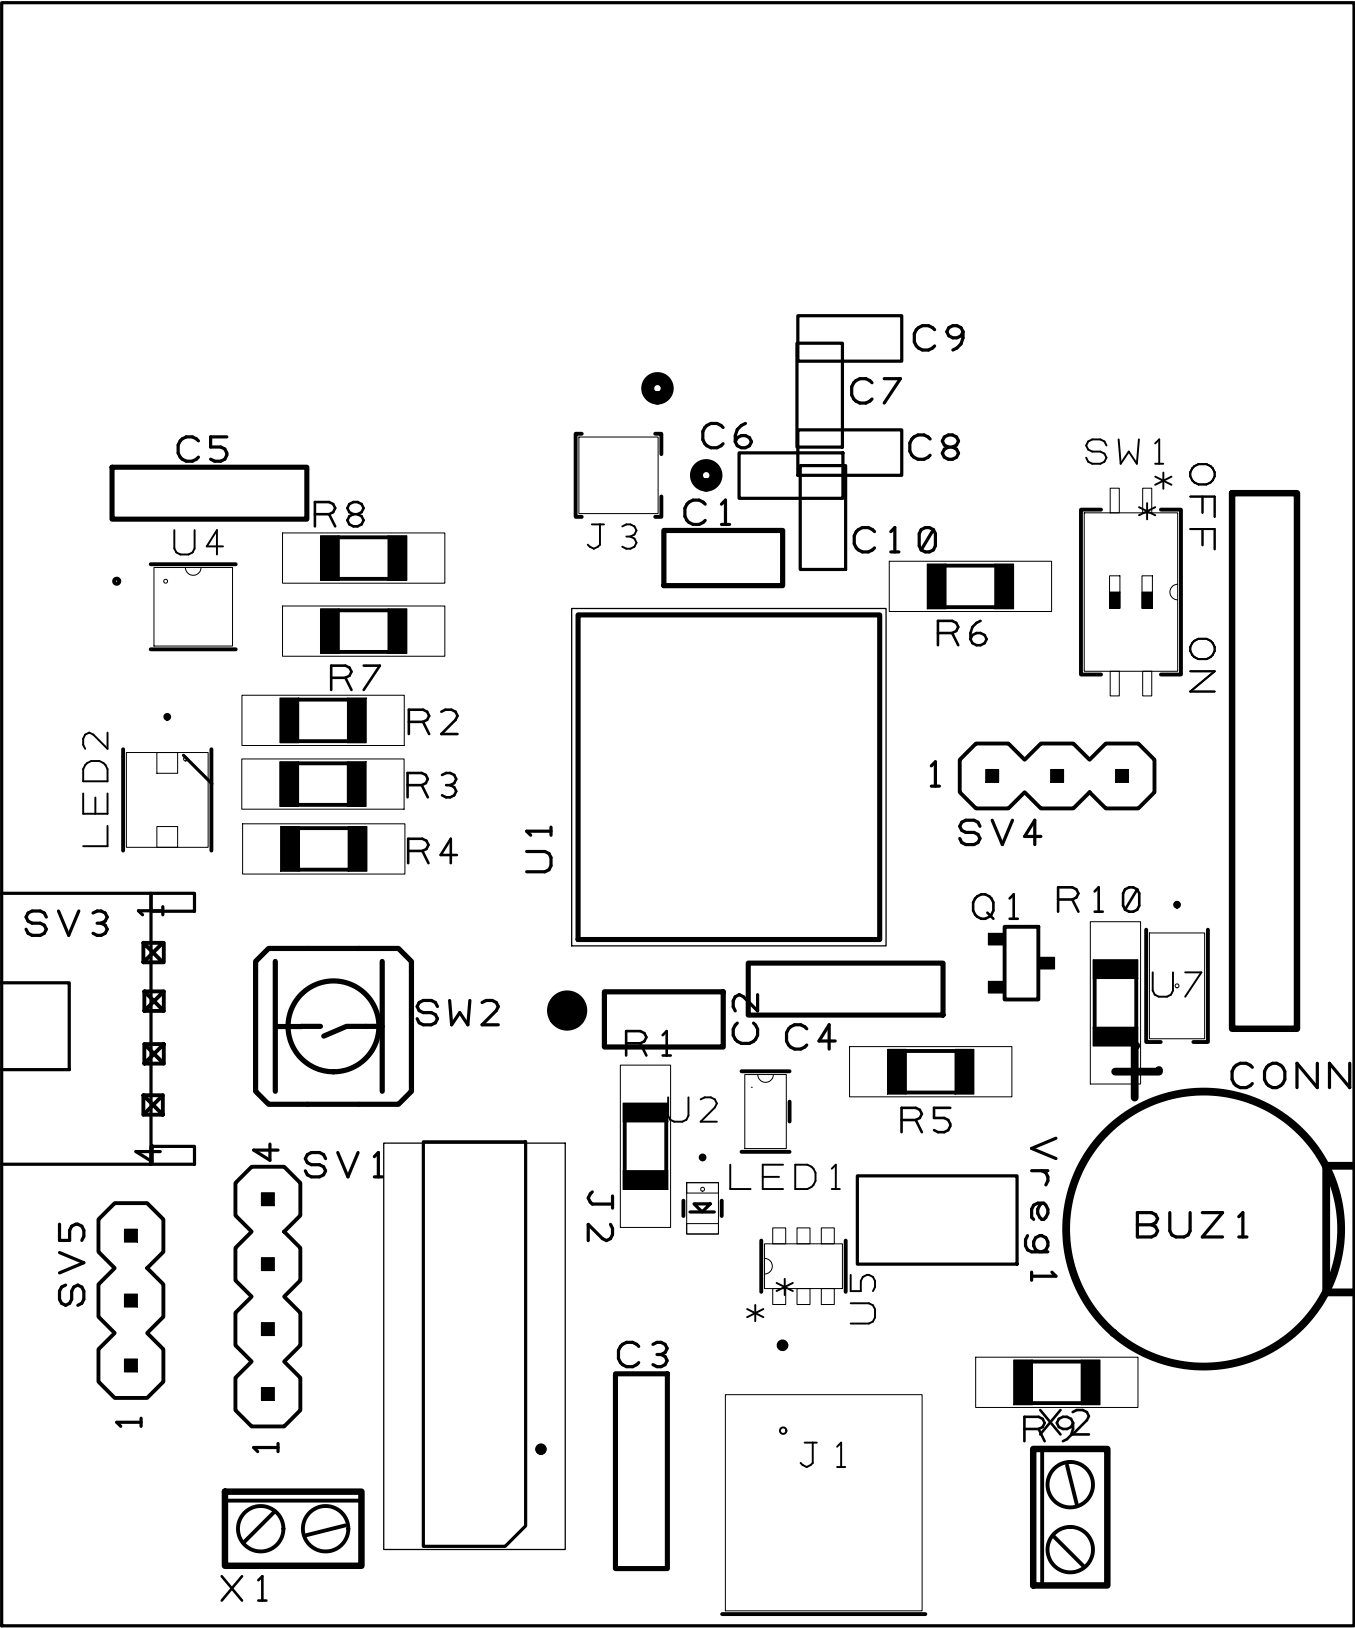 C9
C7
C6
C8
C5
SW1
*
OFF
R8
C1
*
U4
J3
C10
R6
ON
R7
R2
LED2
R3
1
R4
SV4
U1
Q1
R10
SV3
1
U7
SW2
C2
C4
R1
CONN
U2
R5
4
4
SV1
Vreg1
LED1
J2
SV5
BUZ1
*
*
U5
C3
1
X2
R9
1
J1
X1